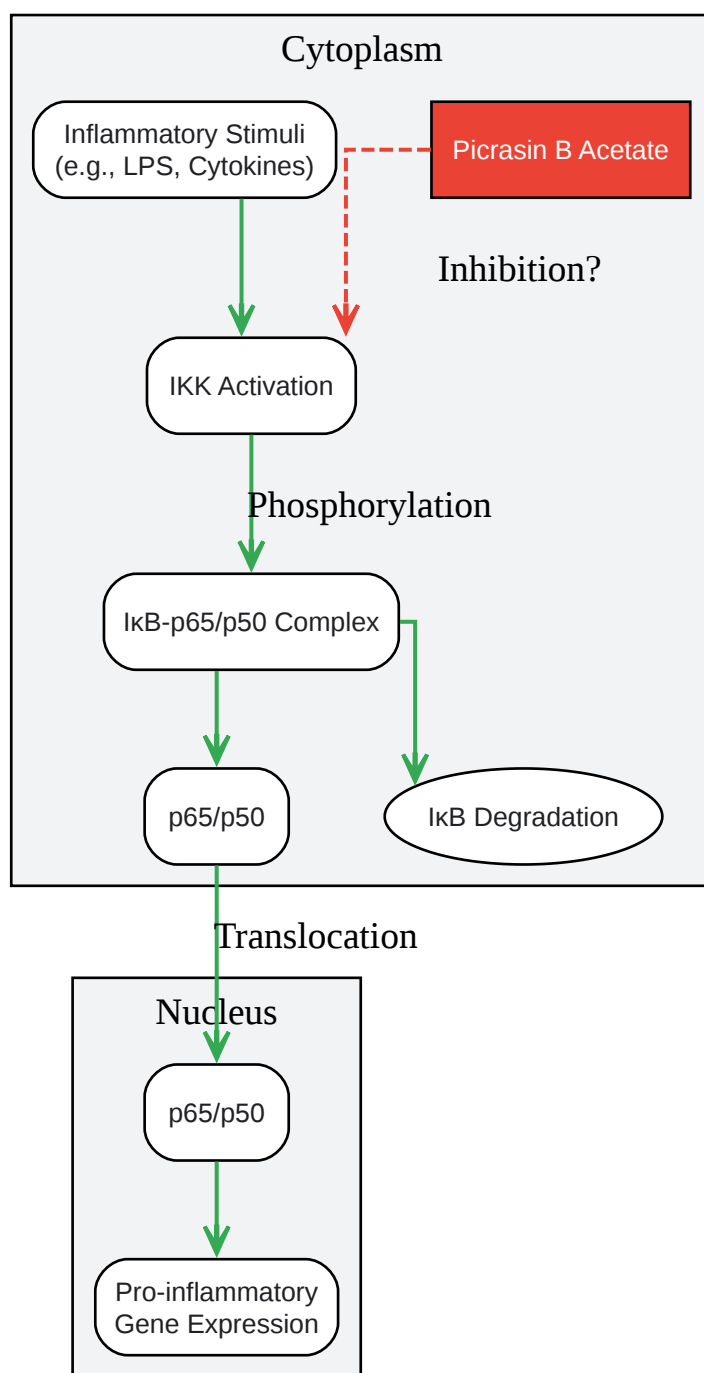 Cytoplasm
Inflammatory Stimuli
(e.g., LPS, Cytokines)
Picrasin B Acetate
Inhibition?
IKK Activation
Phosphorylation
IκB-p65/p50 Complex
p65/p50
IκB Degradation
Translocation
Nucleus
p65/p50
Pro-inflammatory
Gene Expression